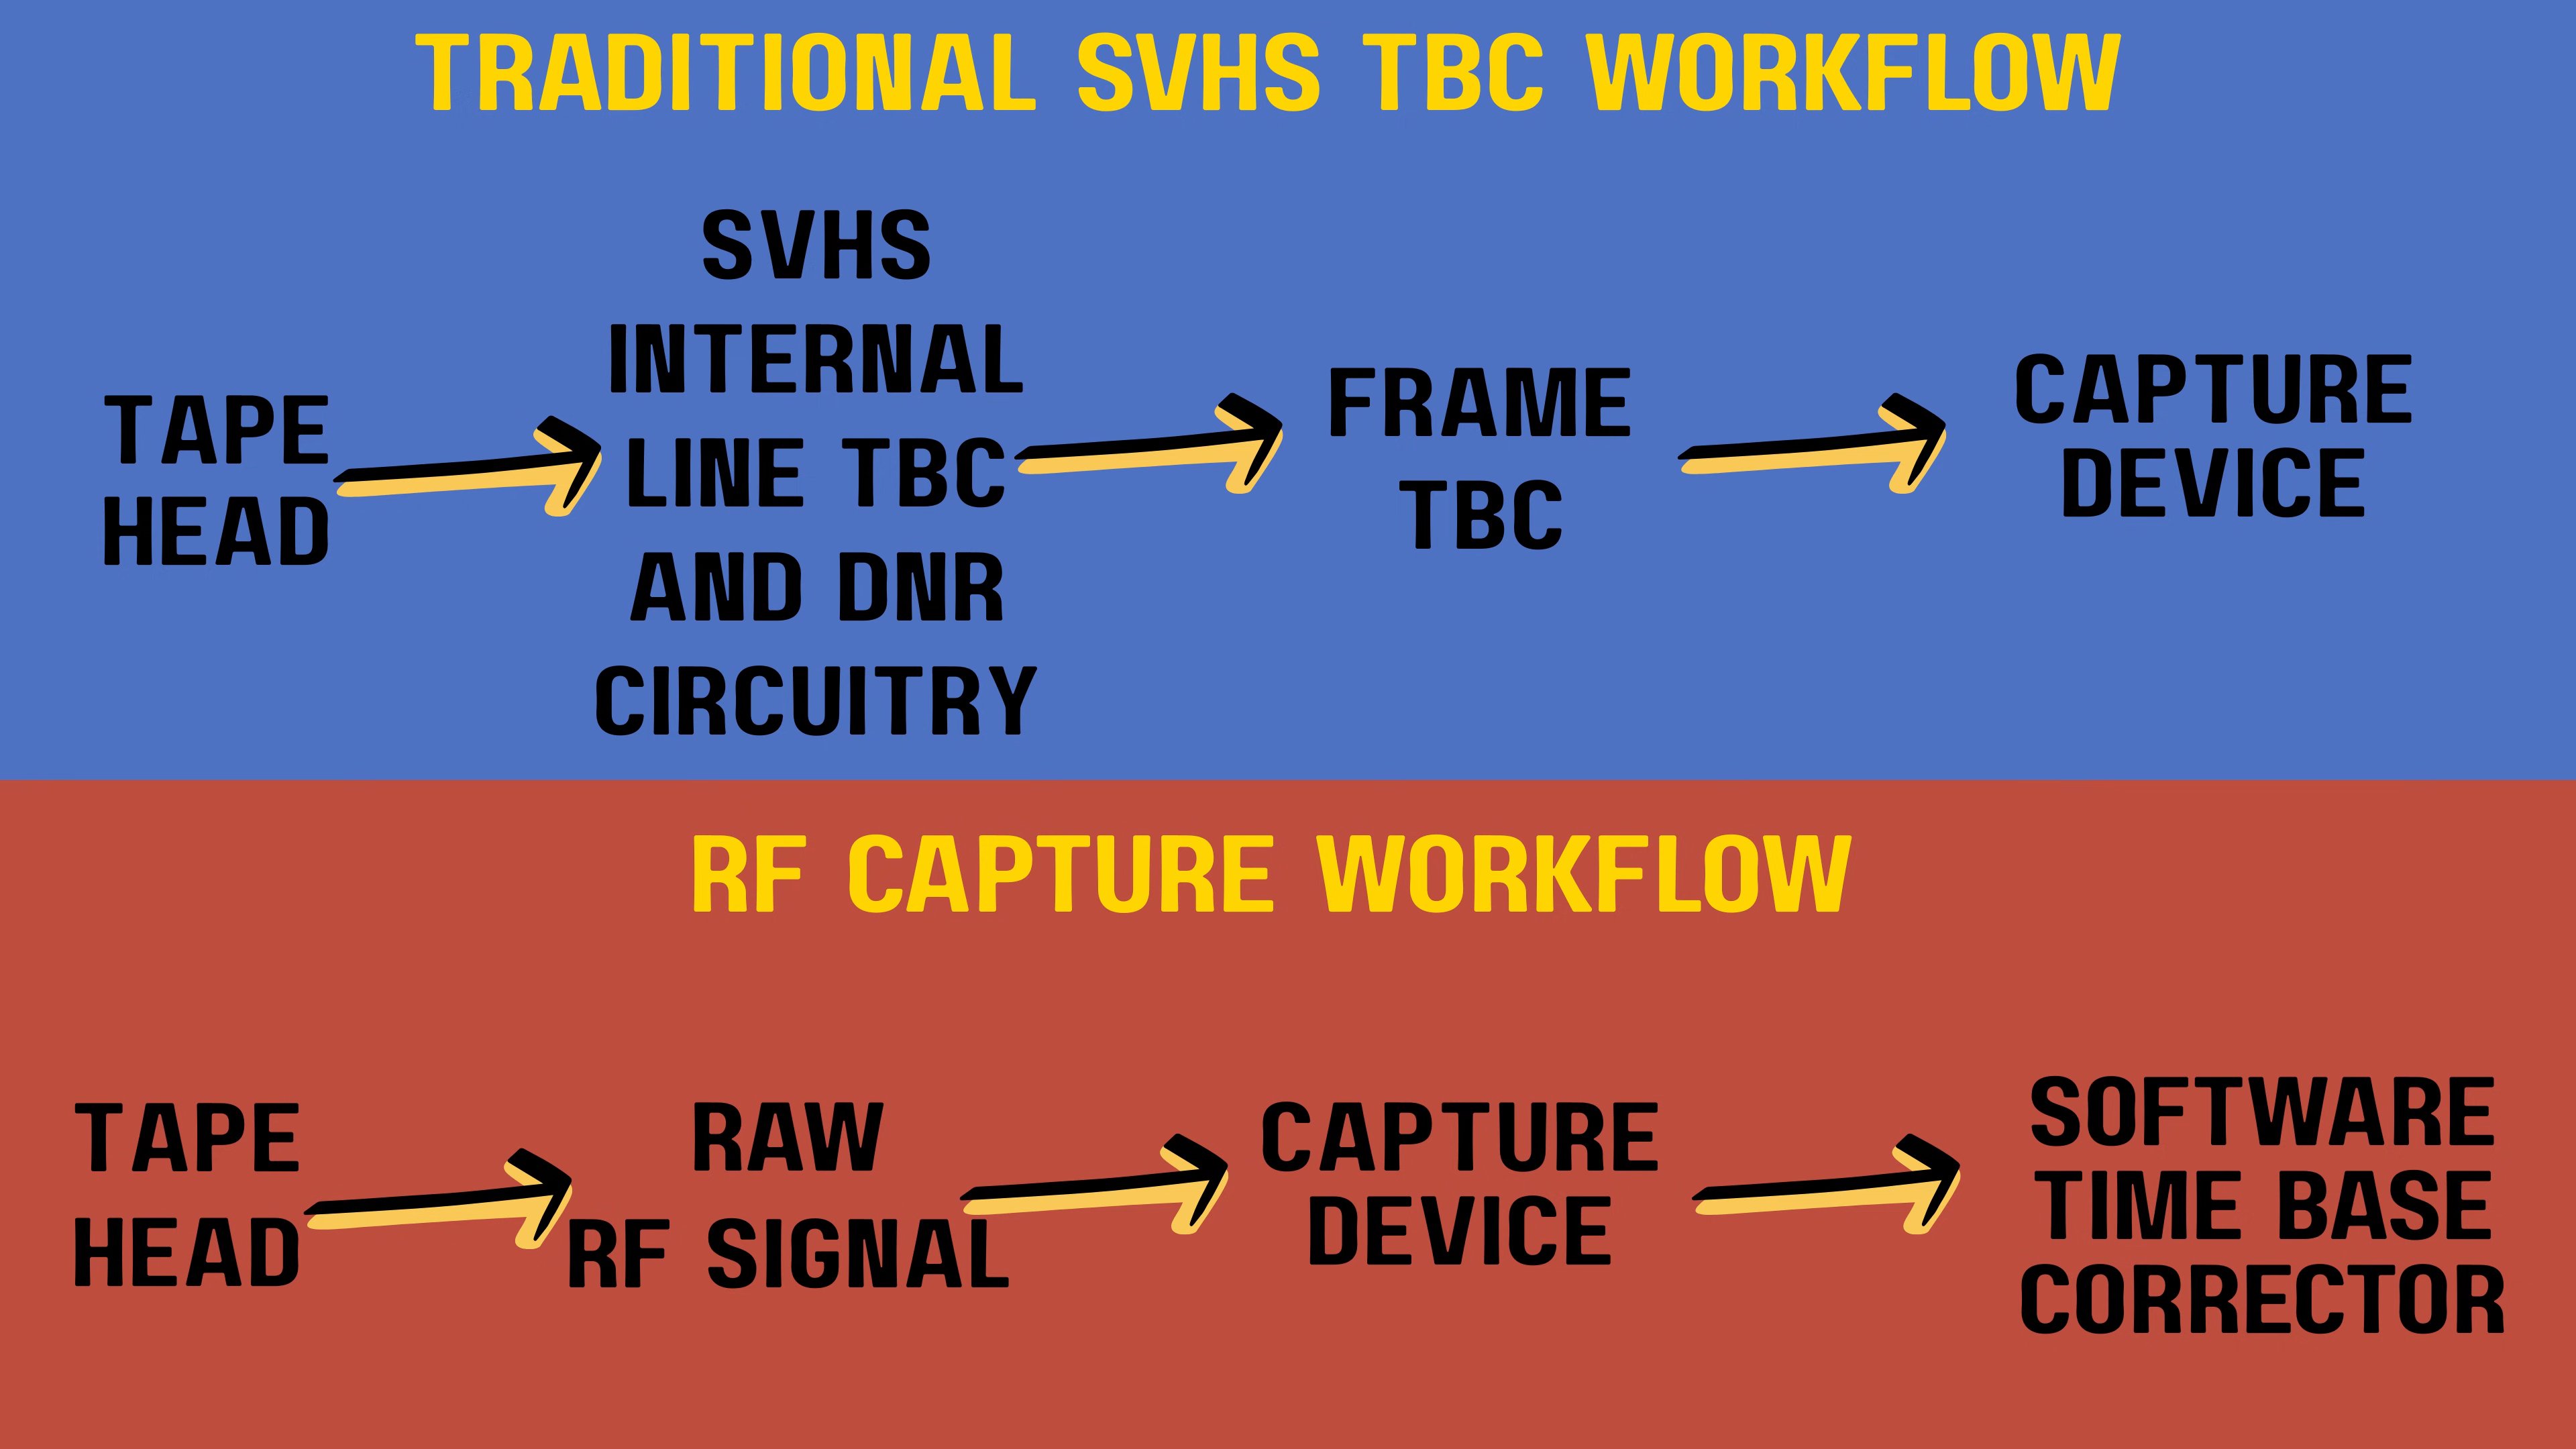 TRADITIONAL SVHS TBC WORKFLOW
TAPE
HEAD
SVHS
INTERNAL
LINE TBC
AND DNR
CIRCUITRY
FRAME
TBC
CAPTURE
DEVICE
RF CAPTURE WORKFLOW
TAPE
HEAD
RAW
RF SIGNAL
CAPTURE
DEVICE
SOFTWARE
TIME BASE
CORRECTOR